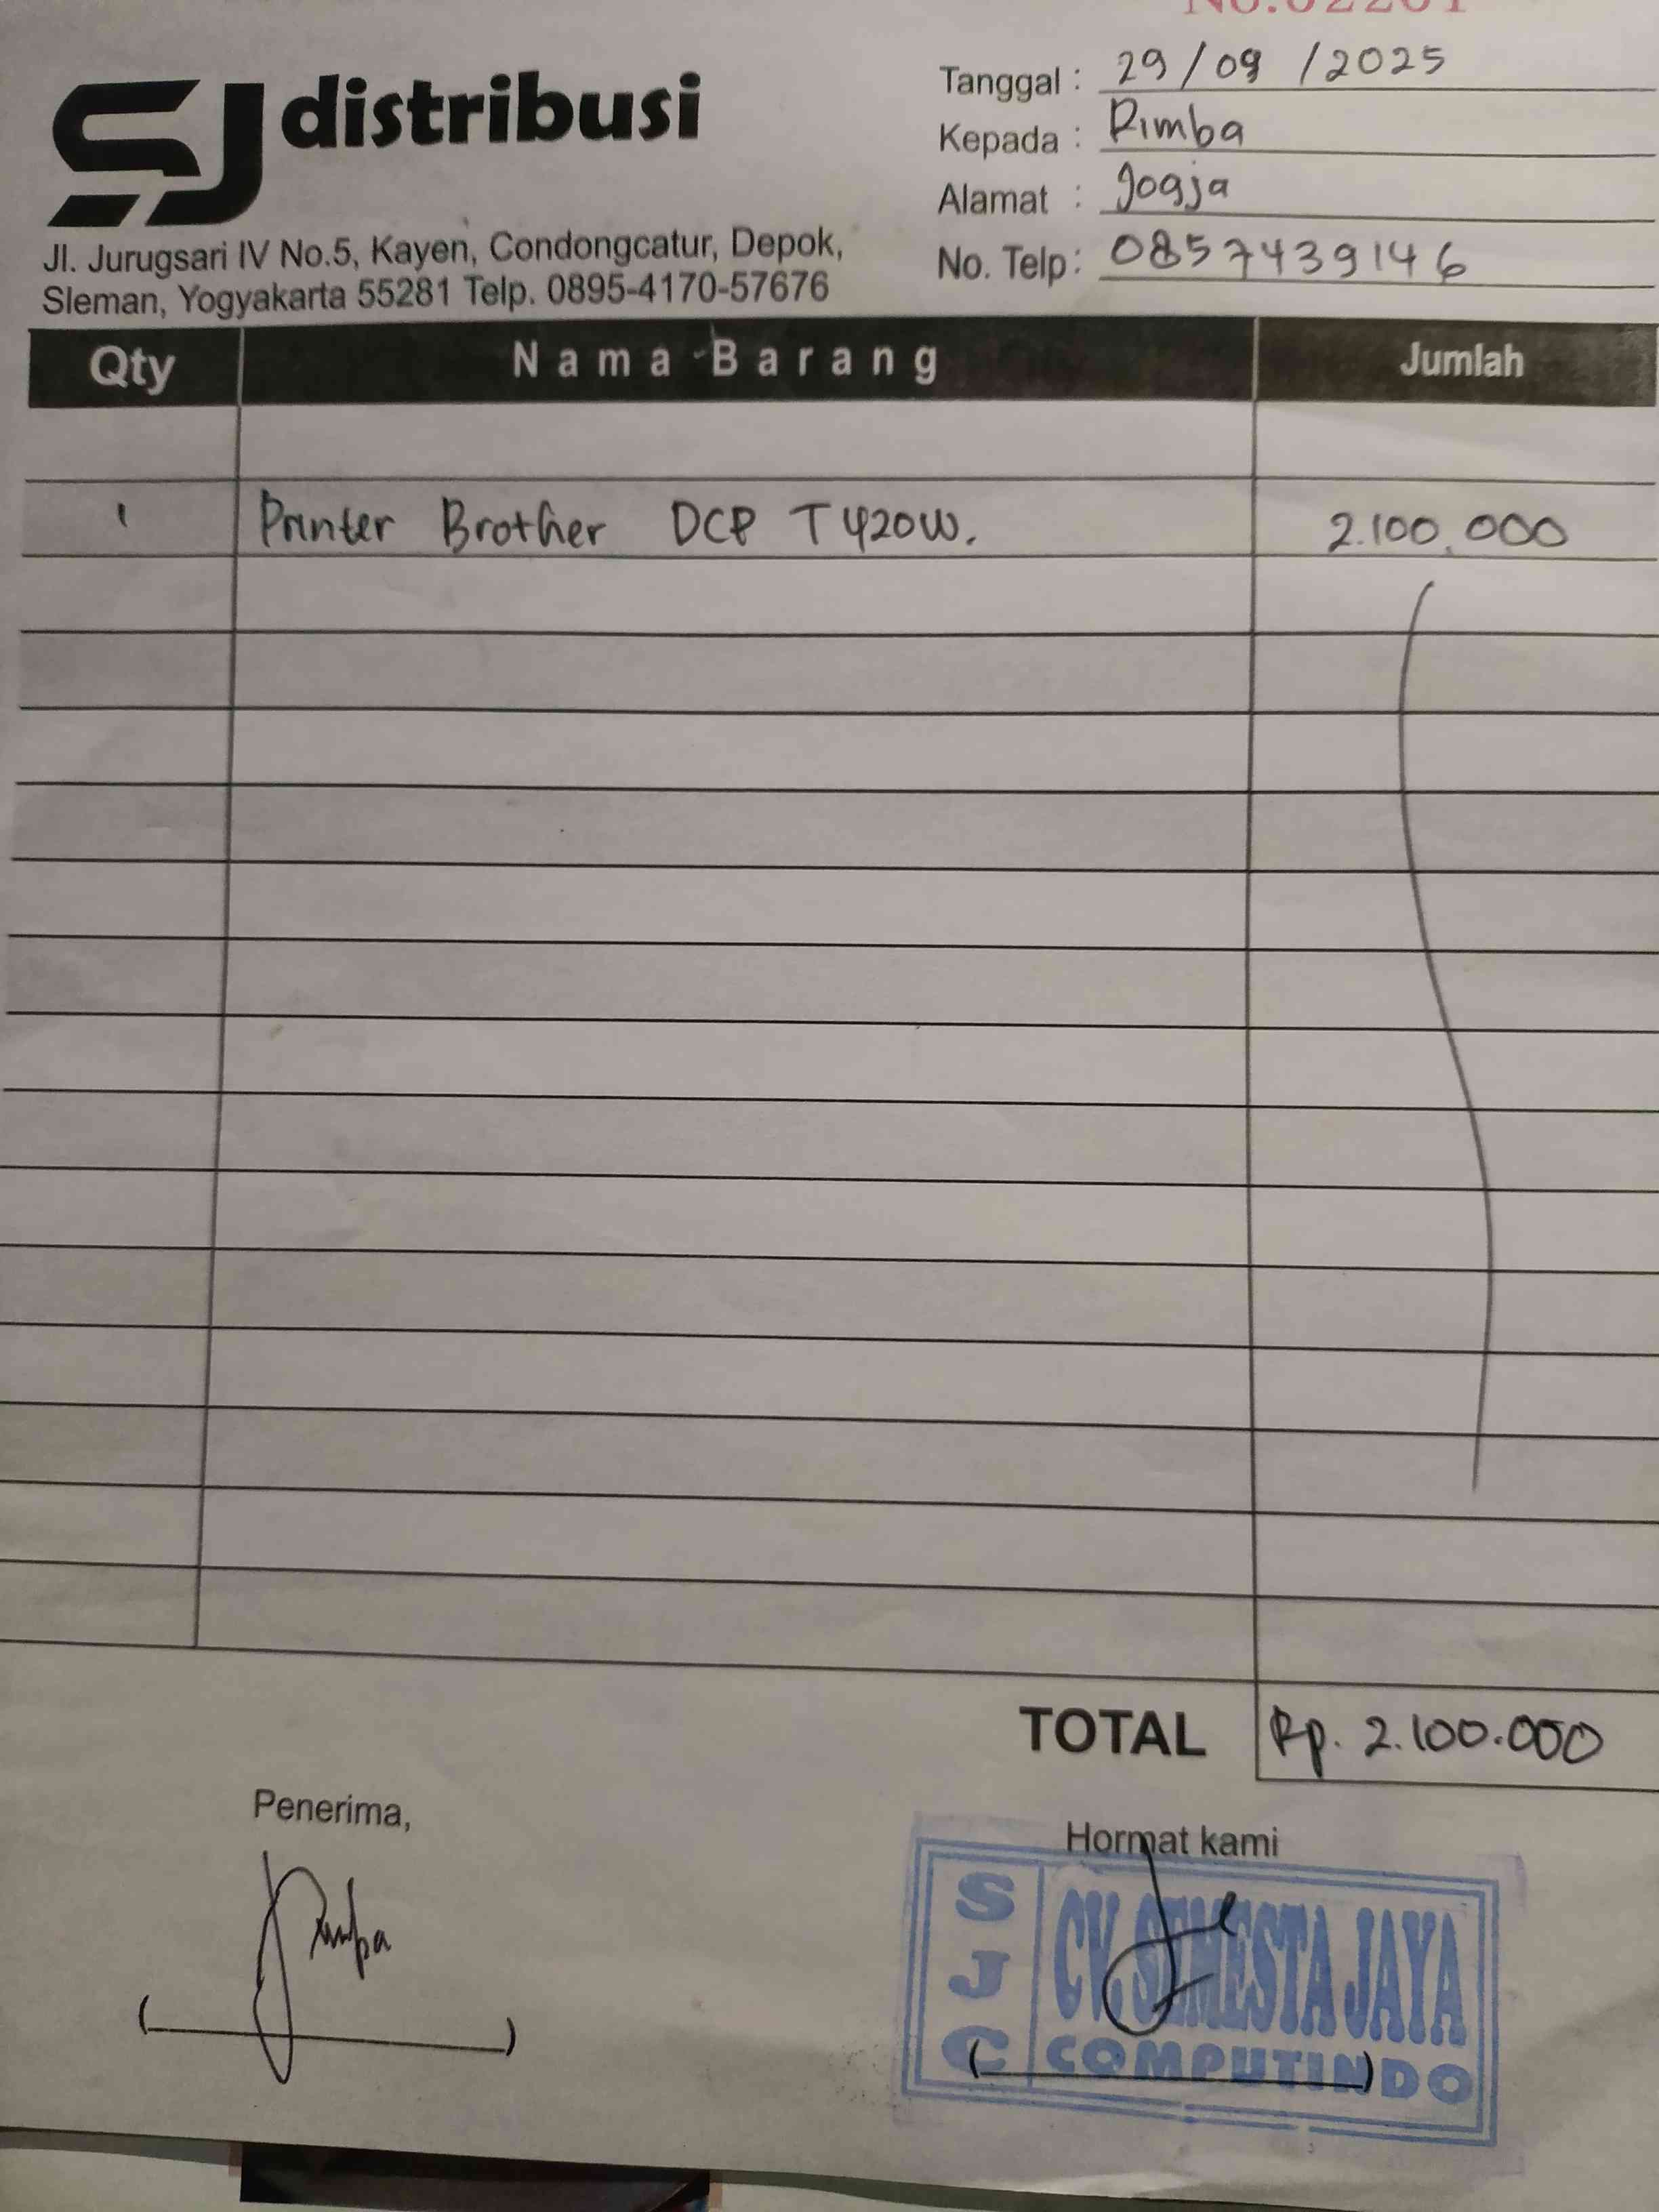 SJ distribusi
Jl. Jurugsari IV No.5, Kayen, Condongcatur, Depok,
Sleman, Yogyakarta 55281 Telp. 0895-4170-57676
Tanggal : 29/09/2025
Kepada : Rimba
Alamat : Jogja
No. Telp: 0857439146
Qty Nama Barang Jumlah
1 Printer Brother DCP T420W. 2.100.000
TOTAL Rp. 2.100.000
Penerima,
Hormat kami
SJC
CV. SEMESTA JAYA
COMPUTINDO